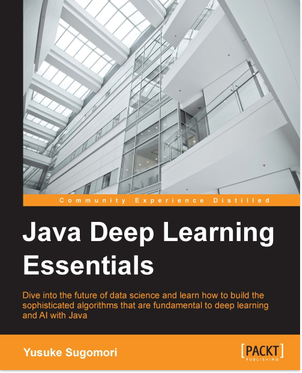 Community Experience Distilled
Java Deep Learning
Essentials
Dive into the future of data science and learn how to build the
sophisticated algorithms that are fundamental to deep learning
and AI with Java
Yusuke Sugomori
[PACKT]
PUBLISHING